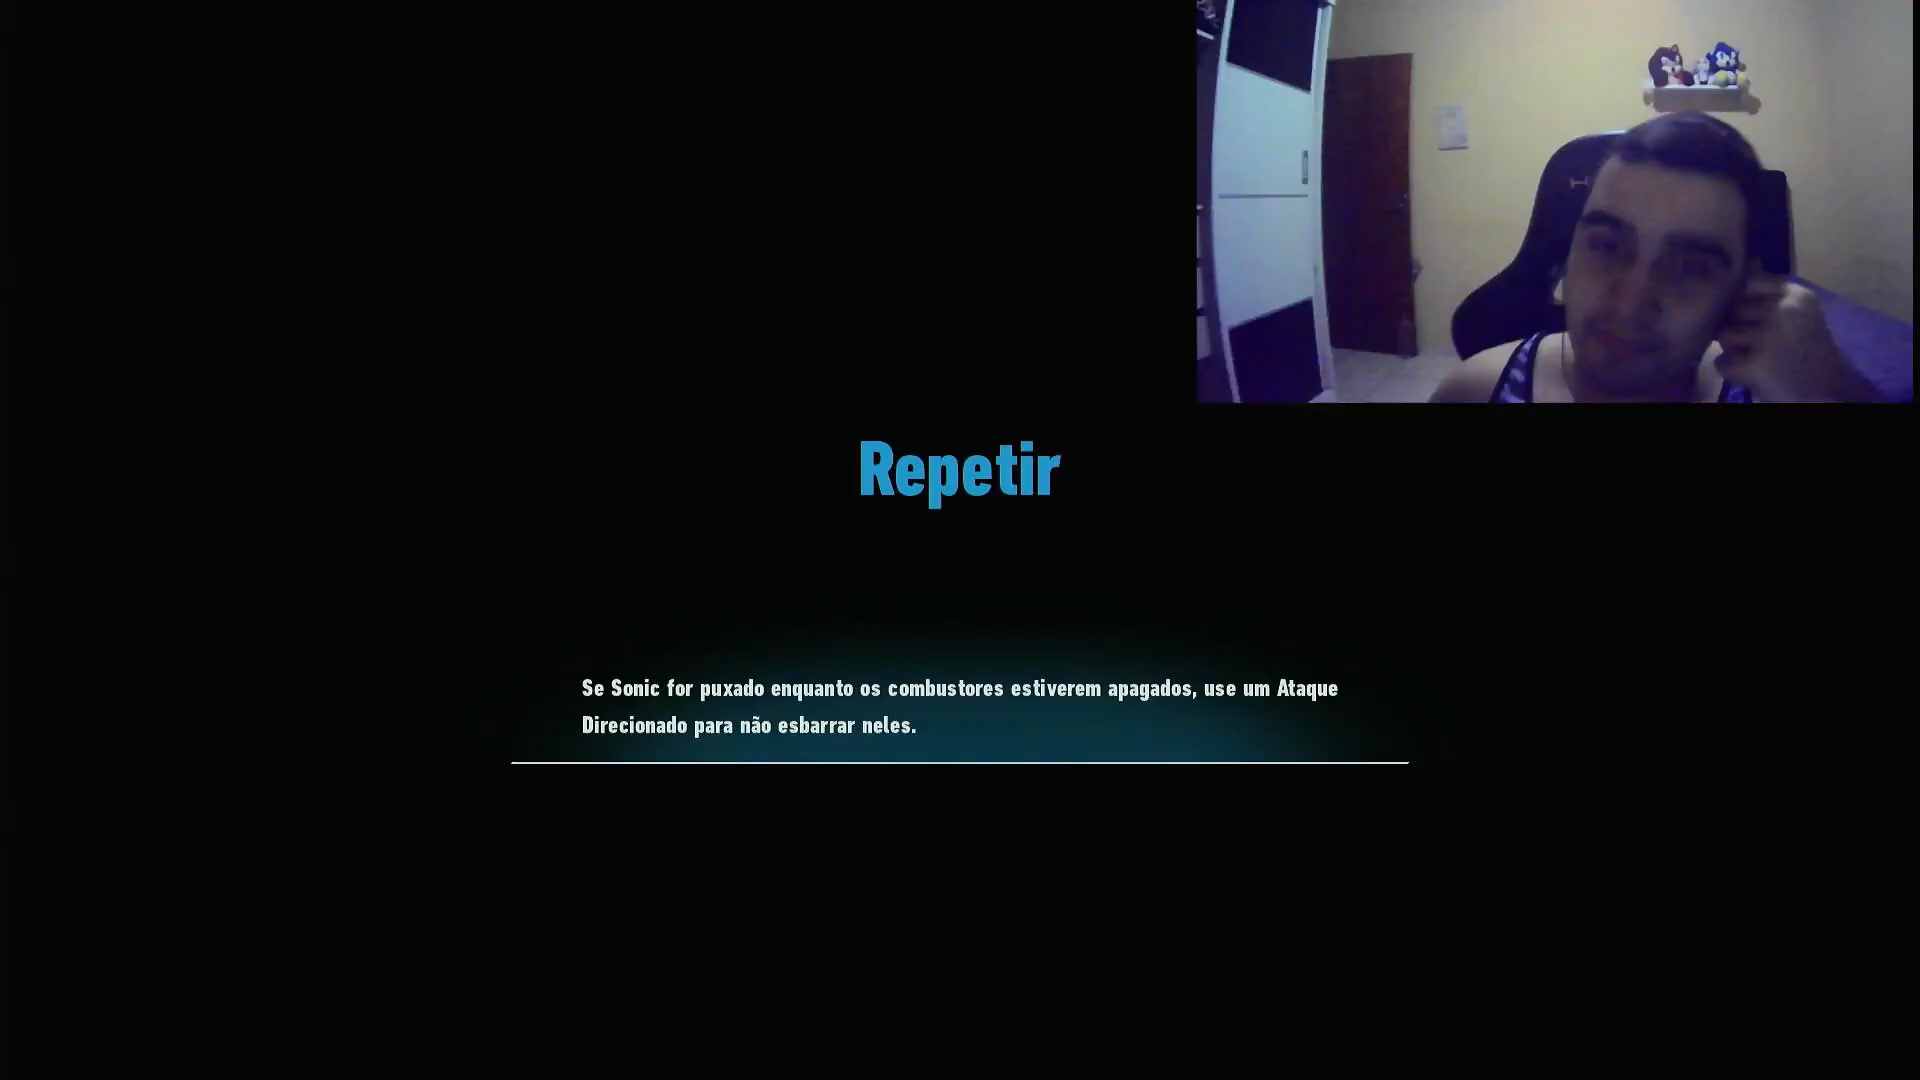 Repetir
Se Sonic for puxado enquanto os combustores estiverem apagados, use um Ataque
Direcionado para não esbarrar neles.